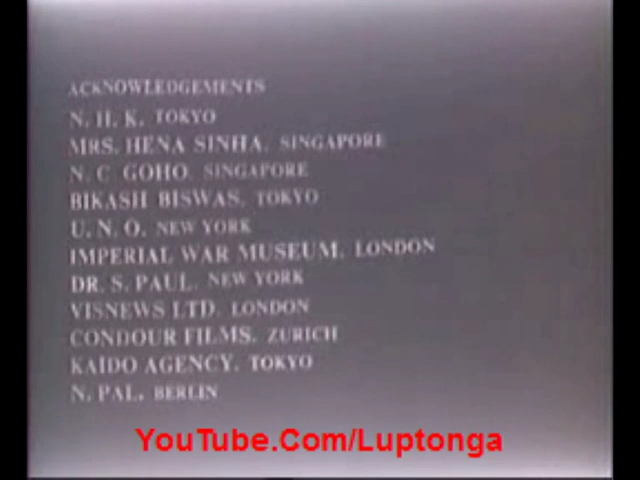 ACKNOWLEDGEMENTS
N. H. K. TOKYO
MRS. HENA SINHA, SINGAPORE
N. C GOHO, SINGAPORE
BIKASH BISWAS, TOKYO
U. N. O. NEW YORK
IMPERIAL WAR MUSEUM, LONDON
DR. S. PAUL, NEW YORK
VISNEWS LTD. LONDON
CONDOUR FILMS, ZURICH
KAIDO AGENCY, TOKYO
N. PAL, BERLIN
YouTube.Com/Luptonga